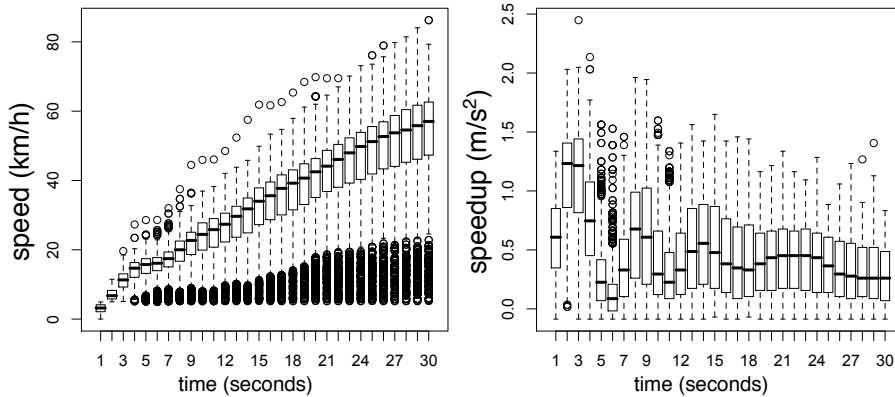 speed (km/h)
0 20 40 60 80
1 3 5 7 9 12 15 18 21 24 27 30
time (seconds)
speedup (m/s²)
0.0 0.5 1.0 1.5 2.0 2.5
1 3 5 7 9 12 15 18 21 24 27 30
time (seconds)